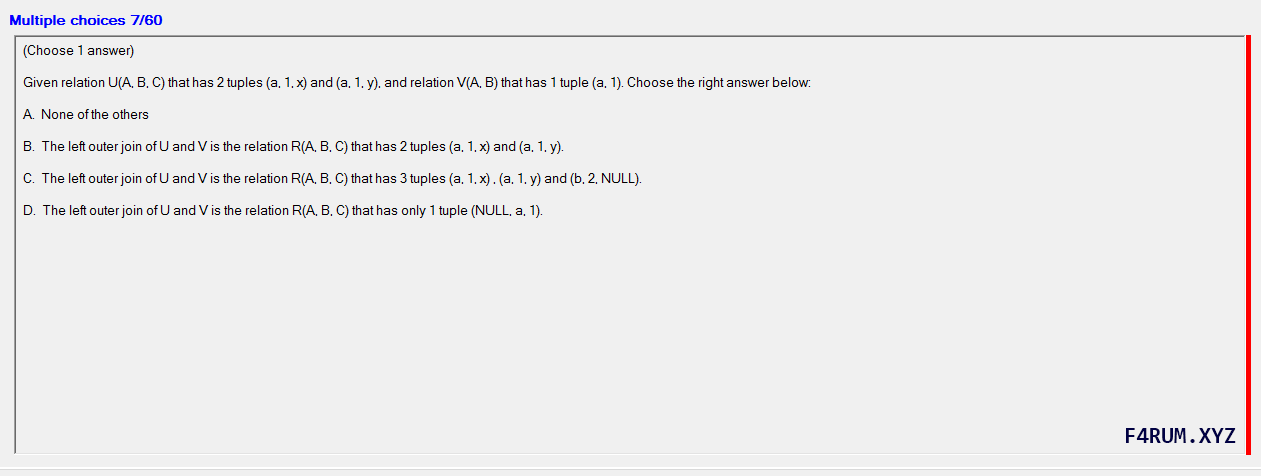 Multiple choices 7/60
(Choose 1 answer)
Given relation U(A, B, C) that has 2 tuples (a, 1, x) and (a, 1, y), and relation V(A, B) that has 1 tuple (a, 1). Choose the right answer below:
A. None of the others
B. The left outer join of U and V is the relation R(A, B, C) that has 2 tuples (a, 1, x) and (a, 1, y).
C. The left outer join of U and V is the relation R(A, B, C) that has 3 tuples (a, 1, x) , (a, 1, y) and (b, 2, NULL).
D. The left outer join of U and V is the relation R(A, B, C) that has only 1 tuple (NULL, a, 1).
F4RUM.XYZ